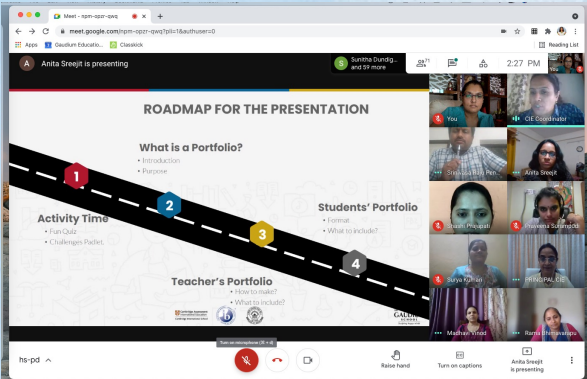 Meet - npm-opzr-qwq
meet.google.com/npm-opzr-qwq?pli=1&authuser=0
Apps
Gaudium Educatio...
Classkick
Reading List
A
Anita Sreejit is presenting
S
Sunitha Dundig...
and 59 more
71
2:27 PM
You
ROADMAP FOR THE PRESENTATION
What is a Portfolio?
• Introduction
• Purpose
1
2
3
4
Activity Time
• Fun Quiz
• Challenges Padlet.
Students' Portfolio
• Format
• What to include?
Teacher's Portfolio
• How to make?
• What to include?
You
CIE Coordinator
Anita Sreejit
Shashi Prajapati
Surya Kumari
PRINCIPAL CIE
Madhavi Vinod
Rama Bhimavarapu
hs-pd
Turn on microphone (⌘ + d)
Raise hand
Turn on captions
Anita Sreejit
is presenting